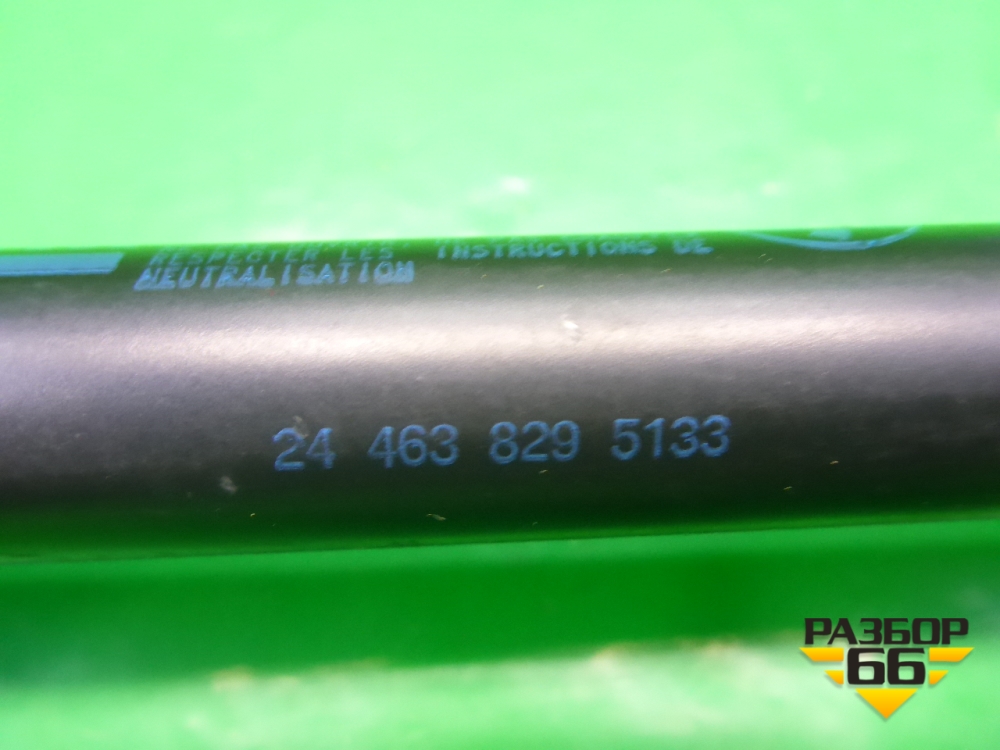 RESPECTER LES INSTRUCTIONS DE
NEUTRALISATION
24 463 829 5133
РАЗБОР
66